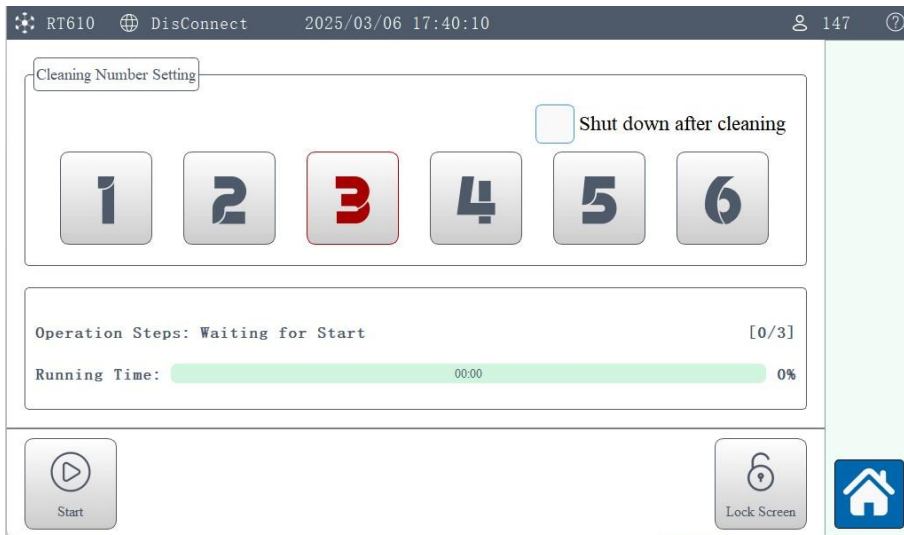 RT610 DisConnect 2025/03/06 17:40:10 147 ?
Cleaning Number Setting
Shut down after cleaning
1 2 3 4 5 6
Operation Steps: Waiting for Start [0/3]
Running Time: 00:00 0%
Start Lock Screen